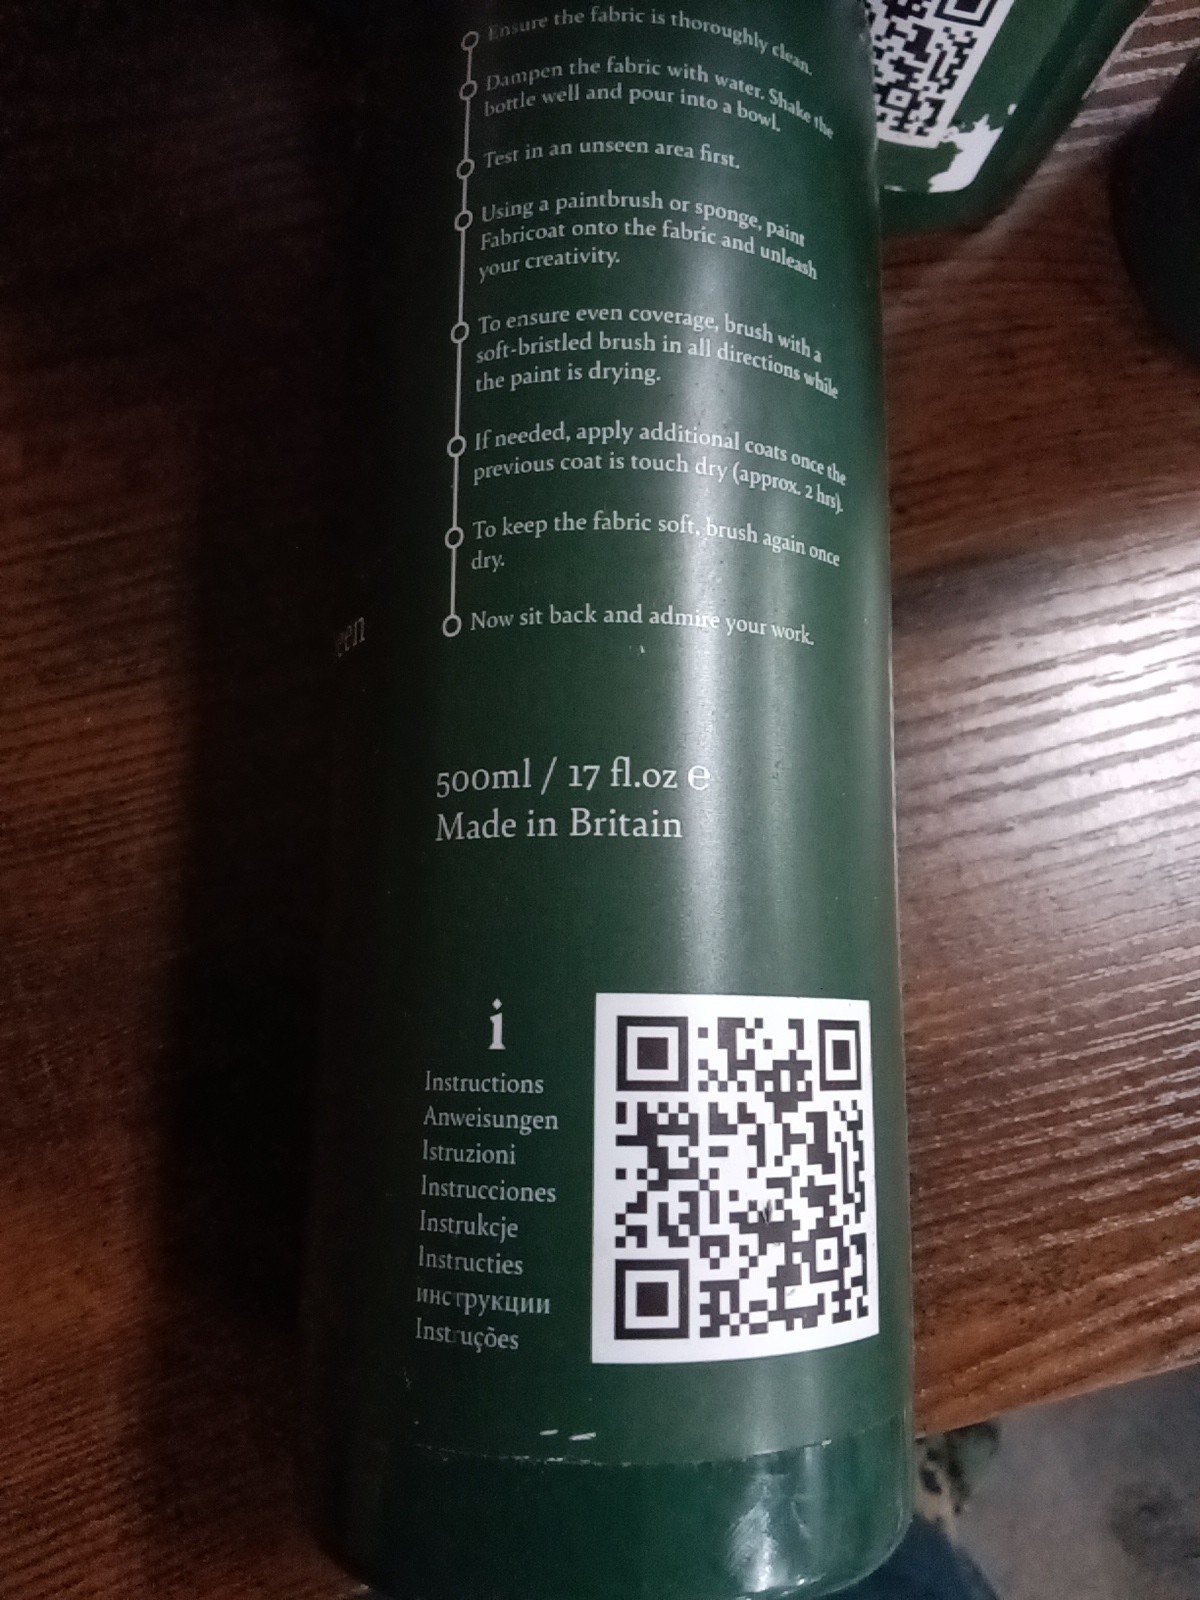 Ensure the fabric is thoroughly clean.
Dampen the fabric with water. Shake the
bottle well and pour into a bowl.
Test in an unseen area first.
Using a paintbrush or sponge, paint
Fabricoat onto the fabric and unleash
your creativity.
To ensure even coverage, brush with a
soft-bristled brush in all directions while
the paint is drying.
If needed, apply additional coats once the
previous coat is touch dry (approx. 2 hrs).
To keep the fabric soft, brush again once
dry.
Now sit back and admire your work.
500ml / 17 fl.oz e
Made in Britain
i
Instructions
Anweisungen
Istruzioni
Instrucciones
Instrukcje
Instructies
инструкции
Instruções